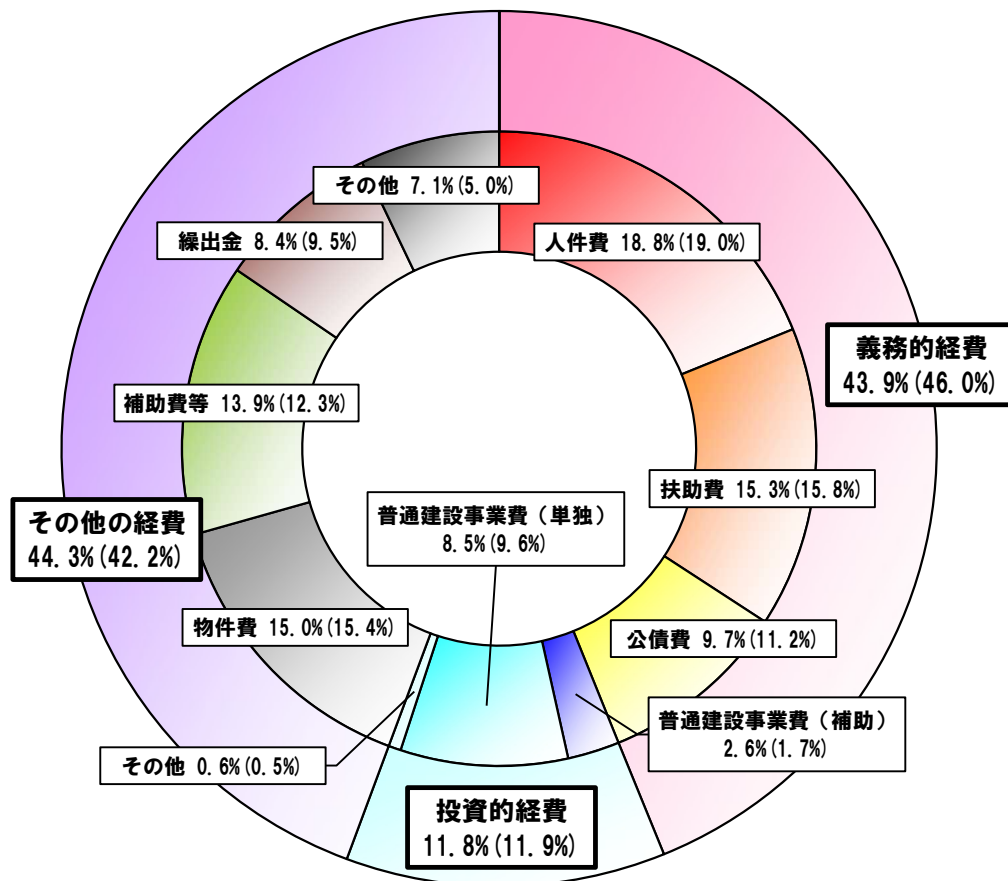 その他 7.1%(5.0%)
人件費 18.8%(19.0%)
繰出金 8.4%(9.5%)
義務的経費
43.9%(46.0%)
補助費等 13.9%(12.3%)
扶助費 15.3%(15.8%)
その他の経費
44.3%(42.2%)
普通建設事業費(単独)
8.5%(9.6%)
物件費 15.0%(15.4%)
公債費 9.7%(11.2%)
普通建設事業費(補助)
2.6%(1.7%)
その他 0.6%(0.5%)
投資的経費
11.8%(11.9%)